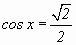 cos x = √2/2